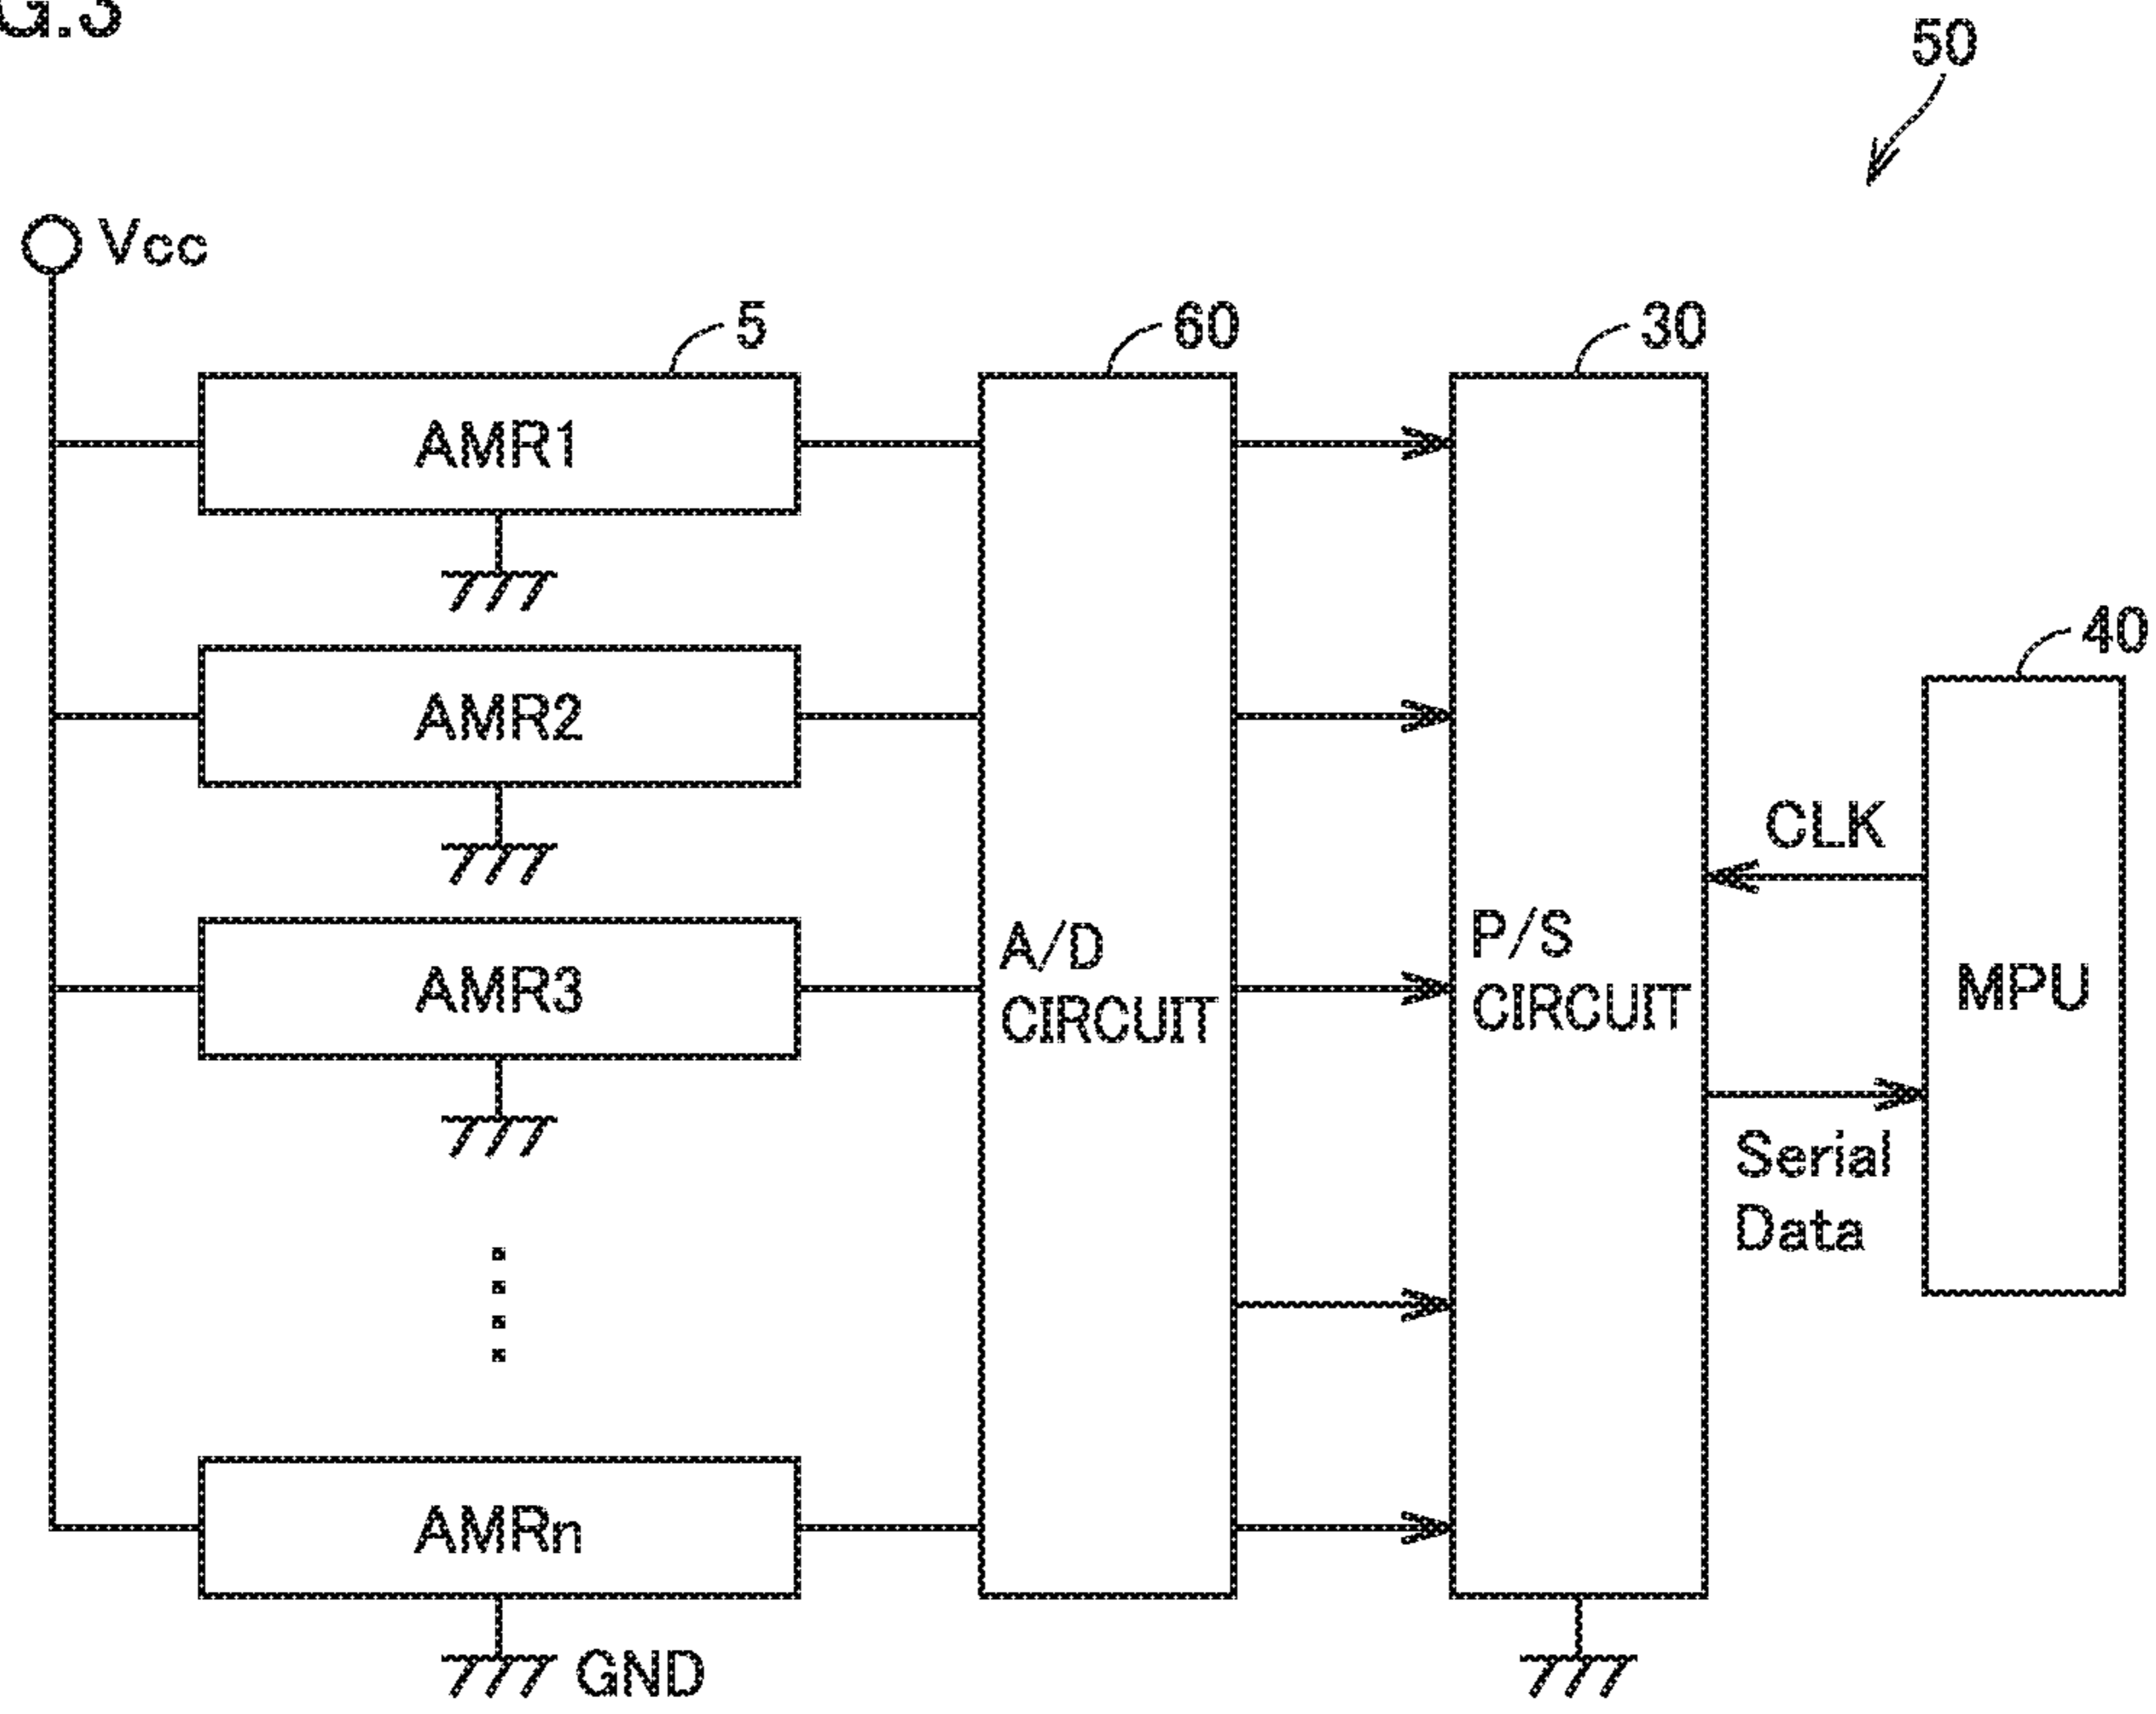 G.3
50
Vcc
5
60
30
AMR1
40
AMR2
CLK
A/D
CIRCUIT
P/S
CIRCUIT
AMR3
MPU
Serial
Data
AMRn
GND